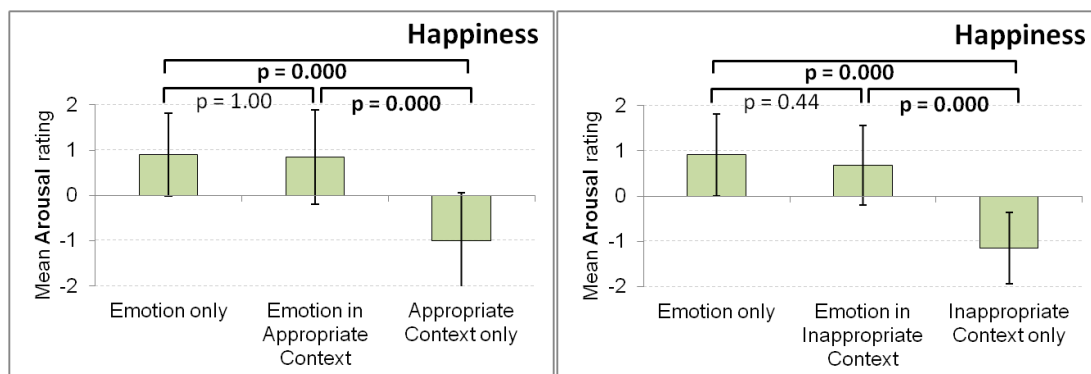 Happiness
p = 0.000
p = 1.00
p = 0.000
Mean Arousal rating
2
1
0
-1
-2
Emotion only
Emotion in
Appropriate
Context
Appropriate
Context only
Happiness
p = 0.000
p = 0.44
p = 0.000
Mean Arousal rating
2
1
0
-1
-2
Emotion only
Emotion in
Inappropriate
Context
Inappropriate
Context only